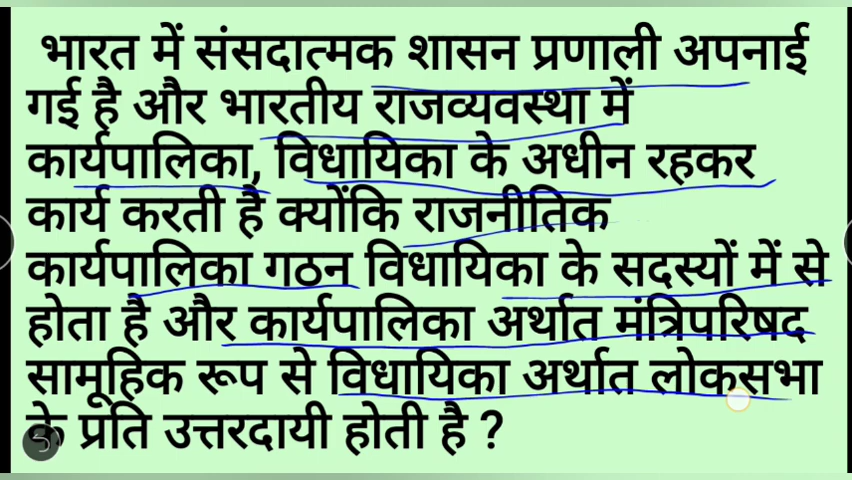 भारत में संसदात्मक शासन प्रणाली अपनाई
गई है और भारतीय राजव्यवस्था में
कार्यपालिका, विधायिका के अधीन रहकर
कार्य करती है क्योंकि राजनीतिक
कार्यपालिका गठन विधायिका के सदस्यों में से
होता है और कार्यपालिका अर्थात मंत्रिपरिषद
सामूहिक रूप से विधायिका अर्थात लोकसभा
के प्रति उत्तरदायी होती है ?